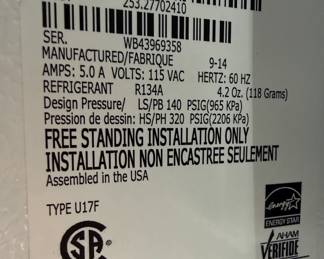 253.27702410
SER. WB43969358
MANUFACTURED/FABRIQUE 9-14
AMPS: 5.0 A VOLTS: 115 VAC HERTZ: 60 HZ
REFRIGERANT R134A 4.2 Oz. (118 Grams)
Design Pressure/ LS/PB 140 PSIG(965 KPa)
Pression de dessin: HS/PH 320 PSIG(2206 KPa)
FREE STANDING INSTALLATION ONLY
INSTALLATION NON ENCASTREE SEULEMENT
Assembled in the USA
TYPE U17F
energy
ENERGY STAR
AHAM
VERIFIDE
SA